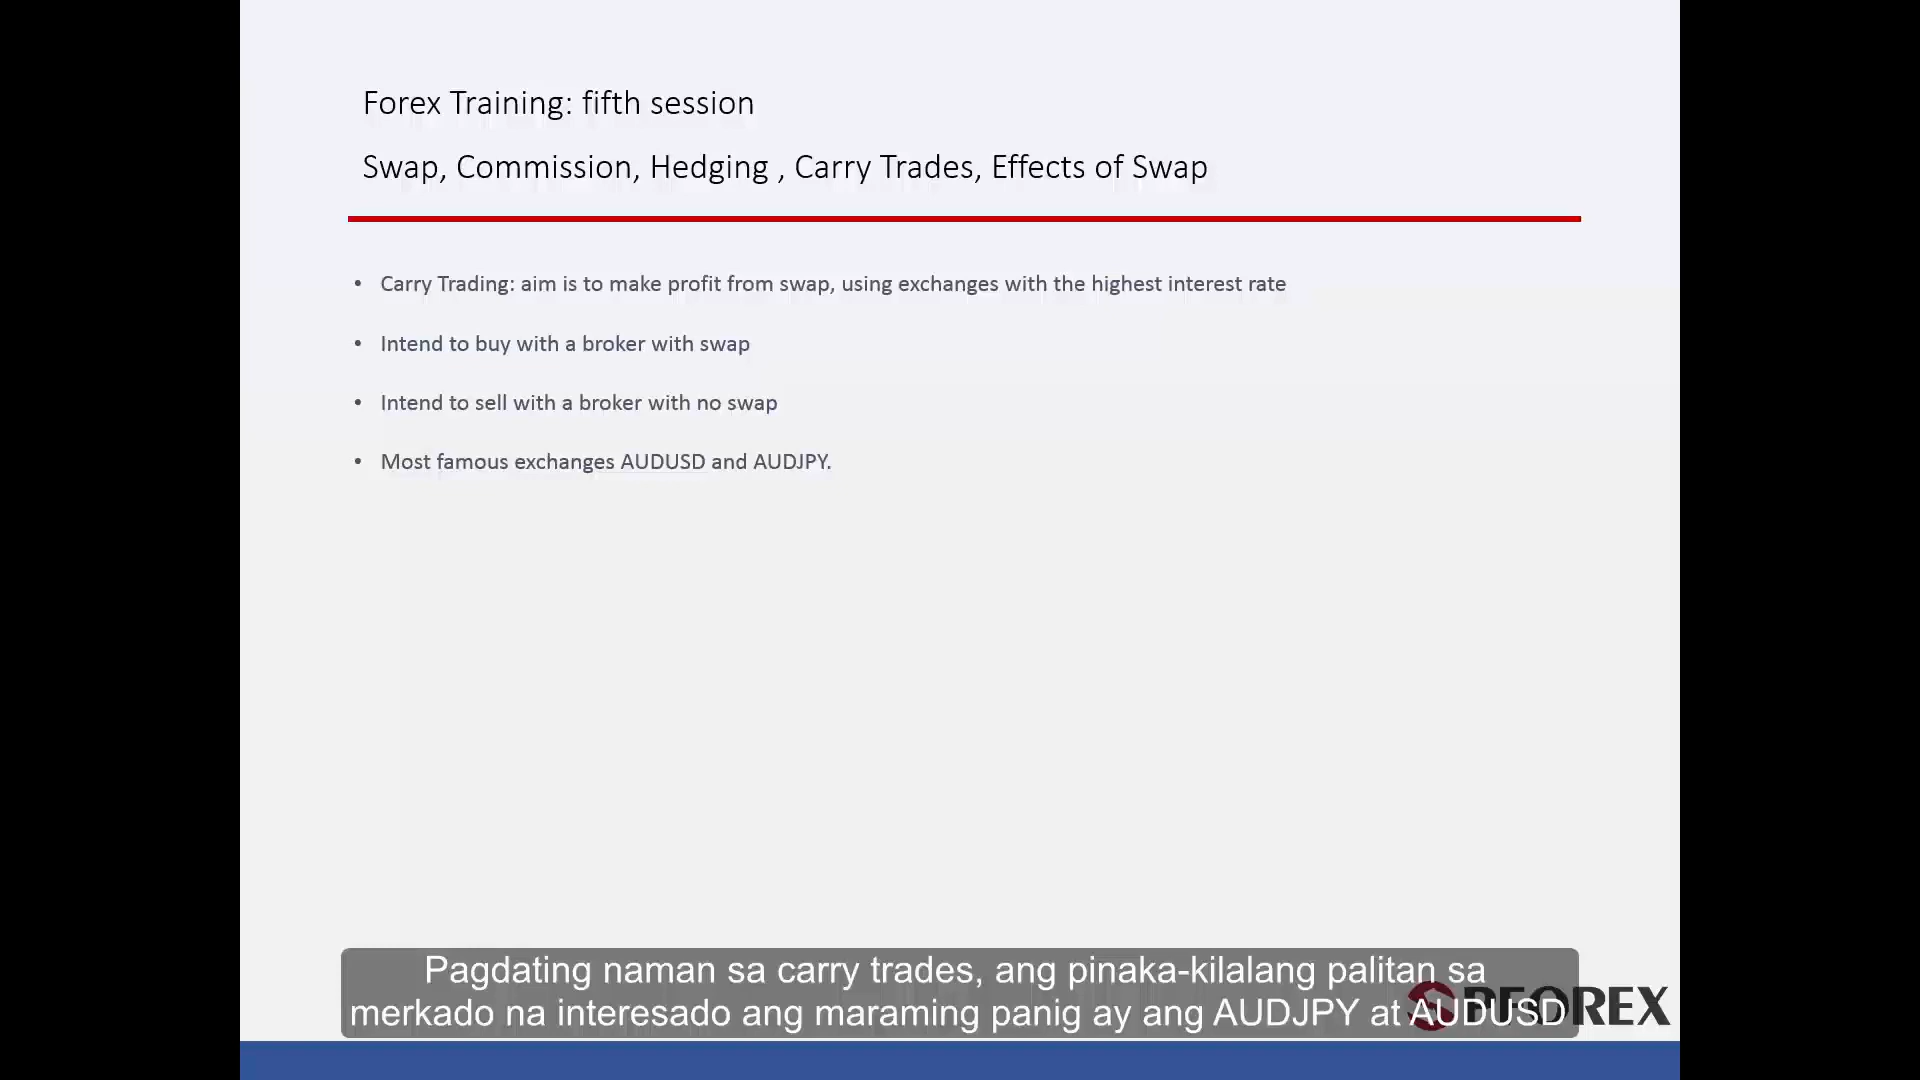 Forex Training: fifth session
Swap, Commission, Hedging , Carry Trades, Effects of Swap
• Carry Trading: aim is to make profit from swap, using exchanges with the highest interest rate
• Intend to buy with a broker with swap
• Intend to sell with a broker with no swap
• Most famous exchanges AUDUSD and AUDJPY.
Pagdating naman sa carry trades, ang pinaka-kilalang palitan sa
merkado na interesado ang maraming panig ay ang AUDJPY at AUDUSD